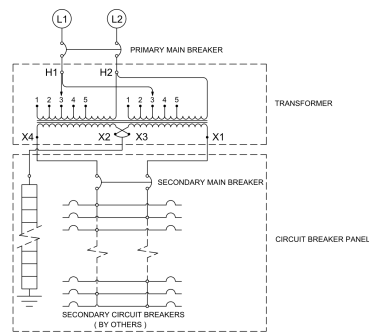 L1 L2
PRIMARY MAIN BREAKER
H1 H2
1 2 3 4 5 1 2 3 4 5
TRANSFORMER
X4 X2 X3 X1
SECONDARY MAIN BREAKER
CIRCUIT BREAKER PANEL
SECONDARY CIRCUIT BREAKERS
( BY OTHERS )